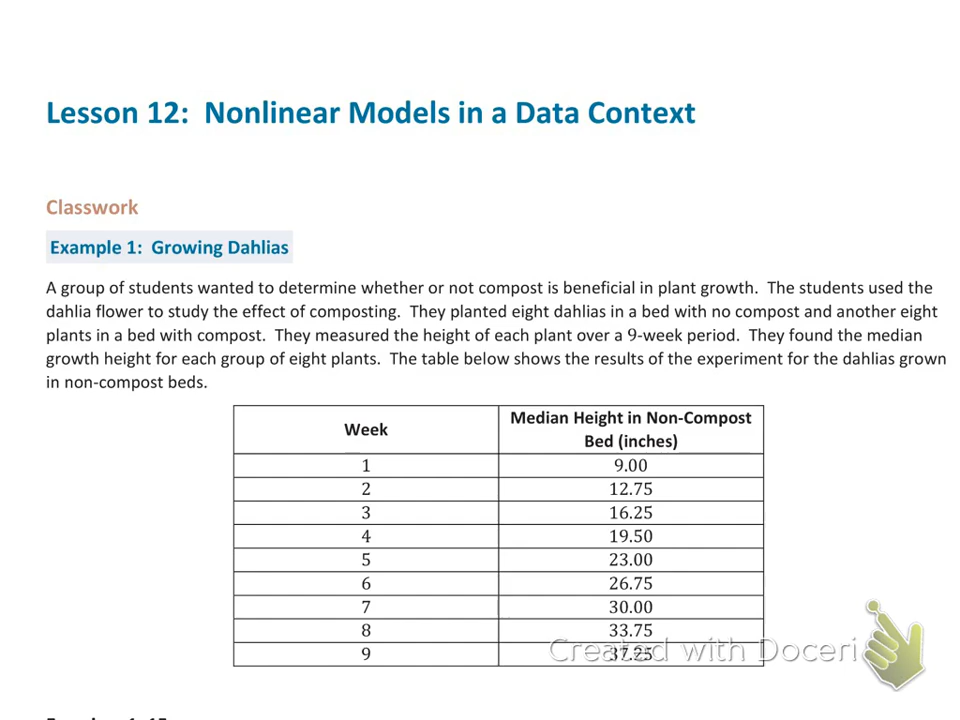 Lesson 12:  Nonlinear Models in a Data Context
Classwork
Example 1:  Growing Dahlias
A group of students wanted to determine whether or not compost is beneficial in plant growth.  The students used the
dahlia flower to study the effect of composting.  They planted eight dahlias in a bed with no compost and another eight
plants in a bed with compost.  They measured the height of each plant over a 9-week period.  They found the median
growth height for each group of eight plants.  The table below shows the results of the experiment for the dahlias grown
in non-compost beds.
Week Median Height in Non-Compost
Bed (inches)
1 9.00
2 12.75
3 16.25
4 19.50
5 23.00
6 26.75
7 30.00
8 33.75
9 37.25
Created with Doceri